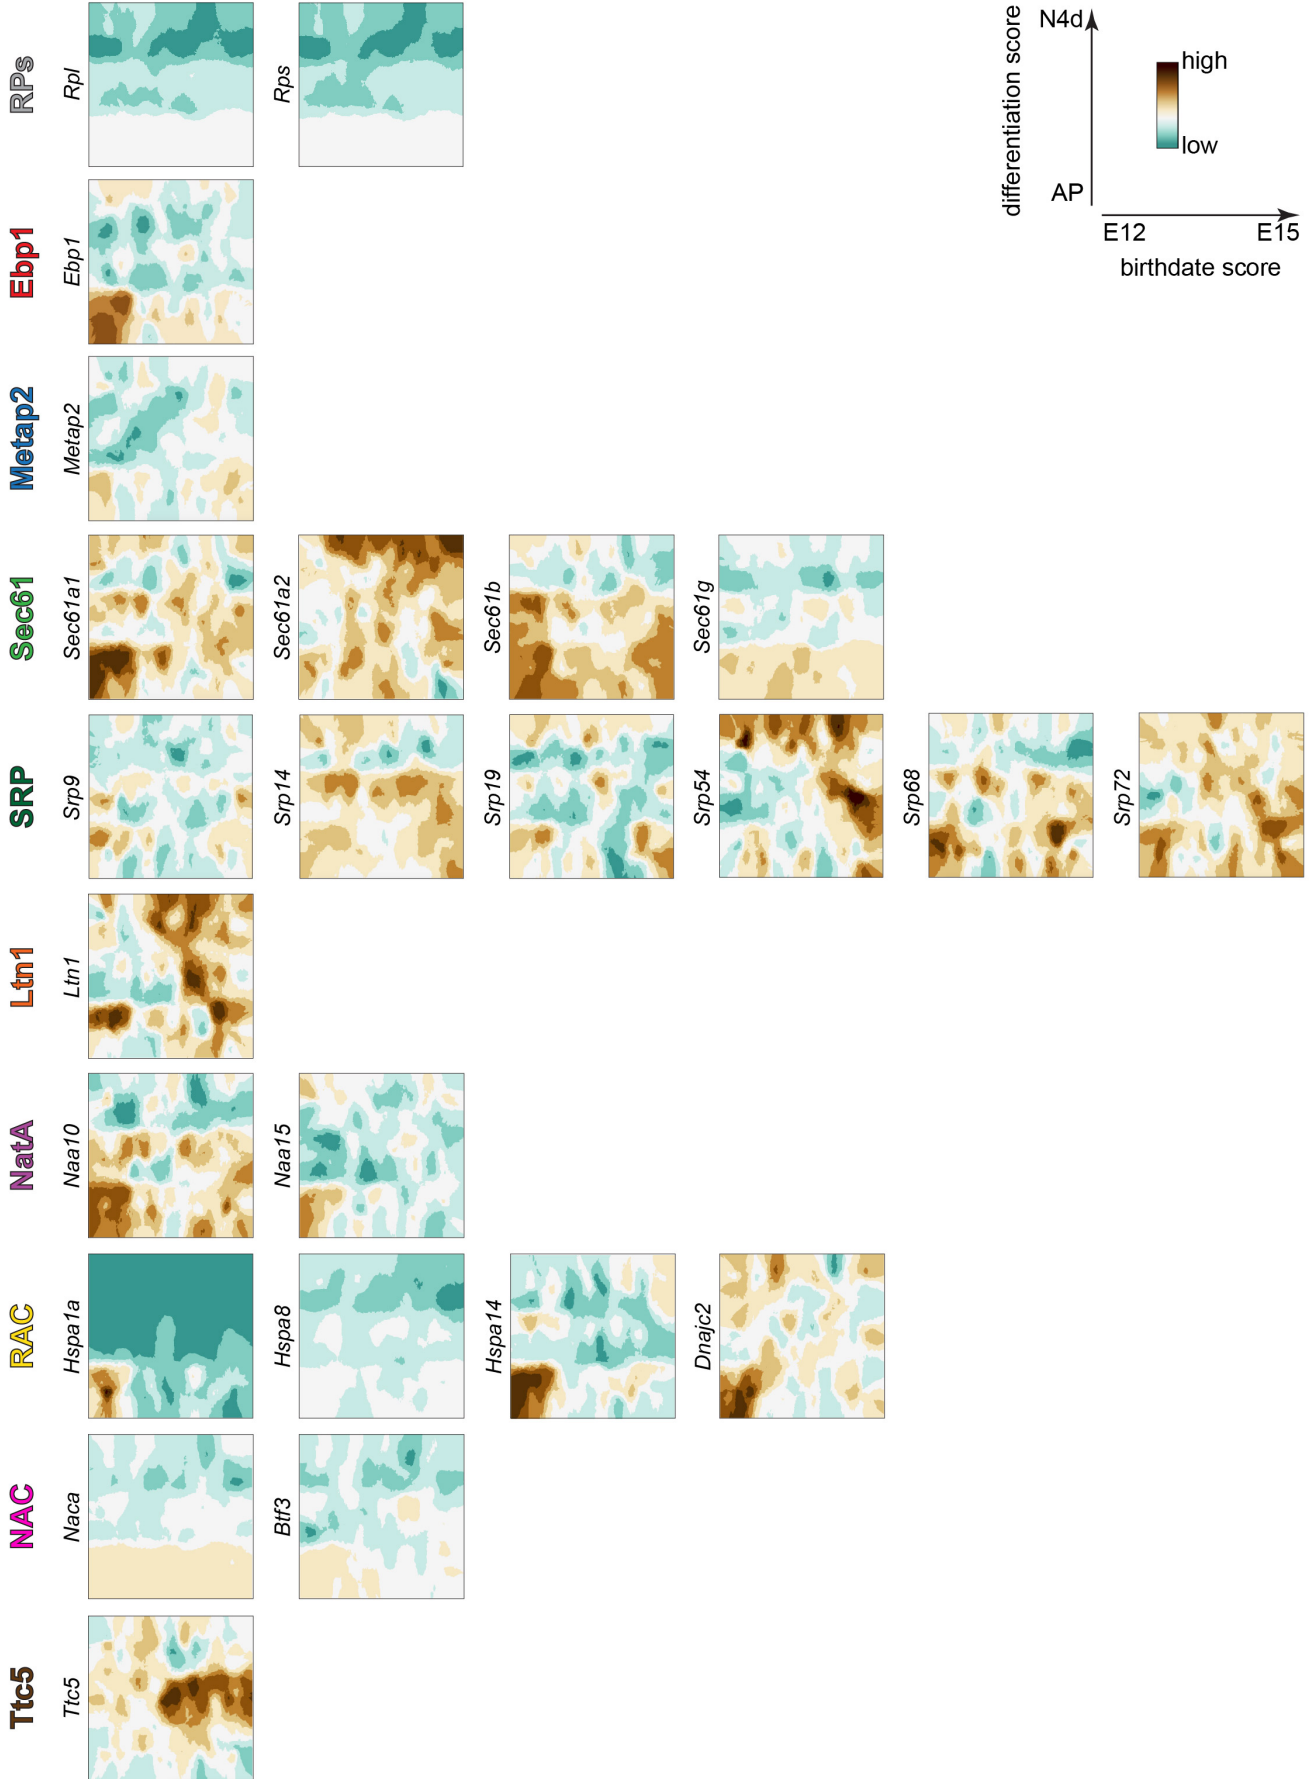 RPs
Rpl
Rps
differentiation score
N4d
AP
high
low
E12
E15
birthdate score
Ebp1
Ebp1
Metap2
Metap2
Sec61
Sec61a1
Sec61a2
Sec61b
Sec61g
SRP
Srp9
Srp14
Srp19
Srp54
Srp68
Srp72
Ltn1
Ltn1
NatA
Naa10
Naa15
RAC
Hspa1a
Hspa8
Hspa14
Dnajc2
NAC
Naca
Btf3
Ttc5
Ttc5